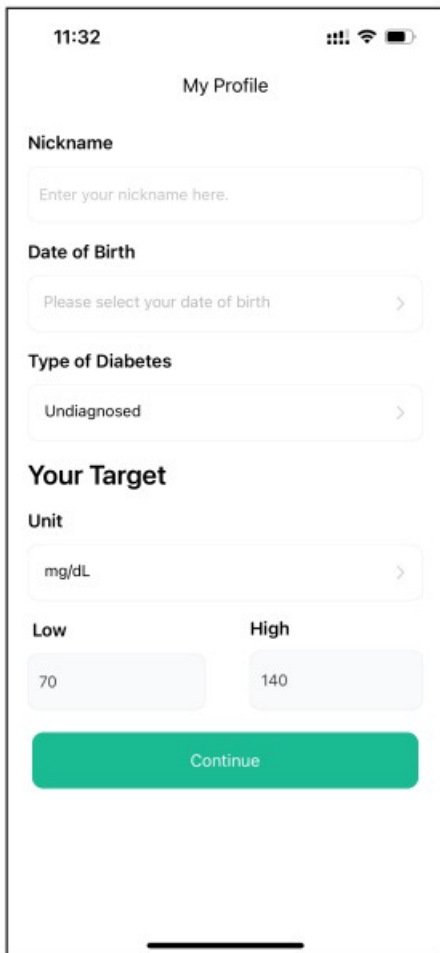 11:32
My Profile
Nickname
Enter your nickname here.
Date of Birth
Please select your date of birth
Type of Diabetes
Undiagnosed
Your Target
Unit
mg/dL
Low High
70 140
Continue